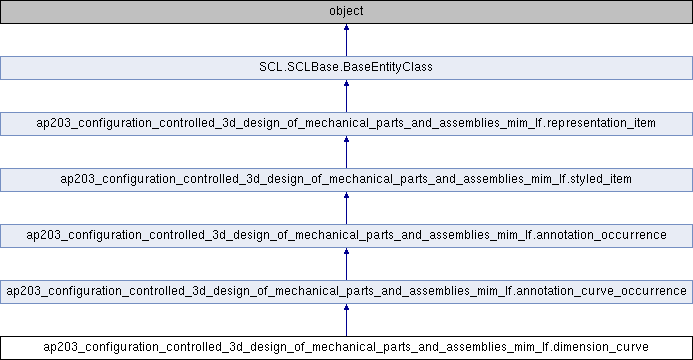 object
SCL.SCLBase.BaseEntityClass
ap203_configuration_controlled_3d_design_of_mechanical_parts_and_assemblies_mim_lf.representation_item
ap203_configuration_controlled_3d_design_of_mechanical_parts_and_assemblies_mim_lf.styled_item
ap203_configuration_controlled_3d_design_of_mechanical_parts_and_assemblies_mim_lf.annotation_occurrence
ap203_configuration_controlled_3d_design_of_mechanical_parts_and_assemblies_mim_lf.annotation_curve_occurrence
ap203_configuration_controlled_3d_design_of_mechanical_parts_and_assemblies_mim_lf.dimension_curve